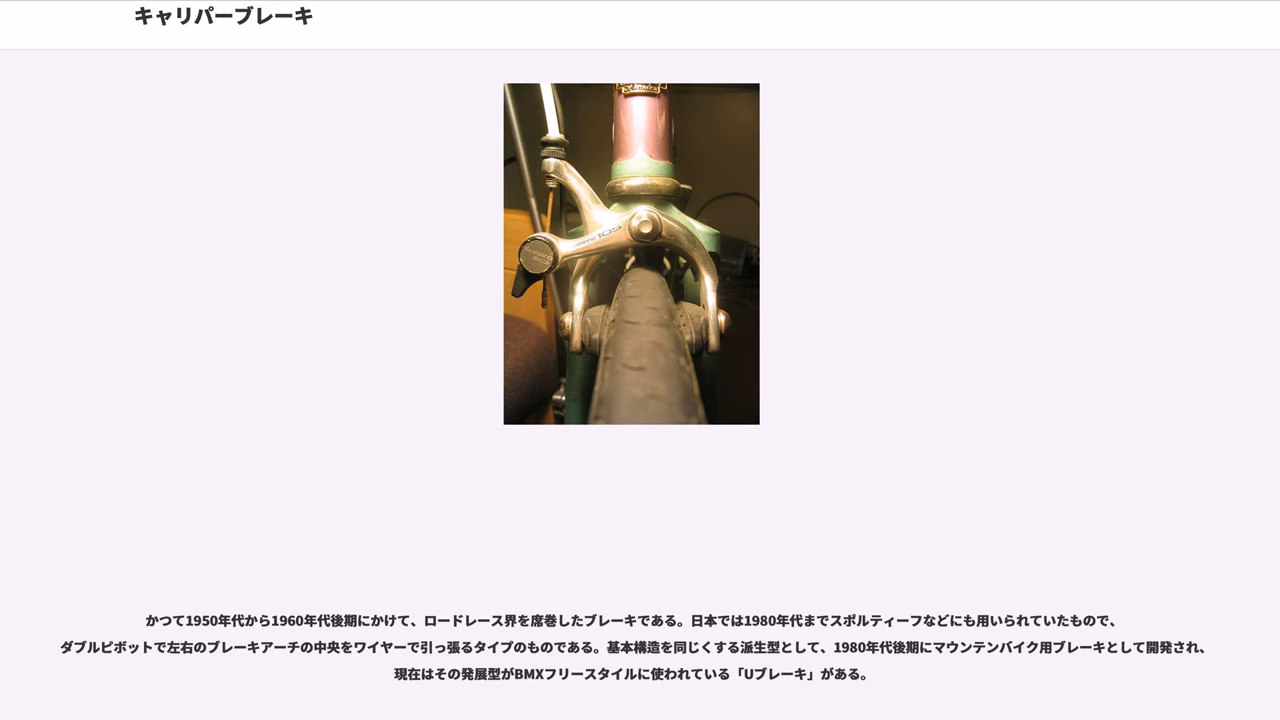 キャリパーブレーキ
of America
SHIMANO 105
SHIMANO
かつて1950年代から1960年代後期にかけて、ロードレース界を席巻したブレーキである。日本では1980年代までスポルティーフなどにも用いられていたもので、
ダブルピボットで左右のブレーキアーチの中央をワイヤーで引っ張るタイプのものである。基本構造を同じくする派生型として、1980年代後期にマウンテンバイク用ブレーキとして開発され、
現在はその発展型がBMXフリースタイルに使われている「Uブレーキ」がある。